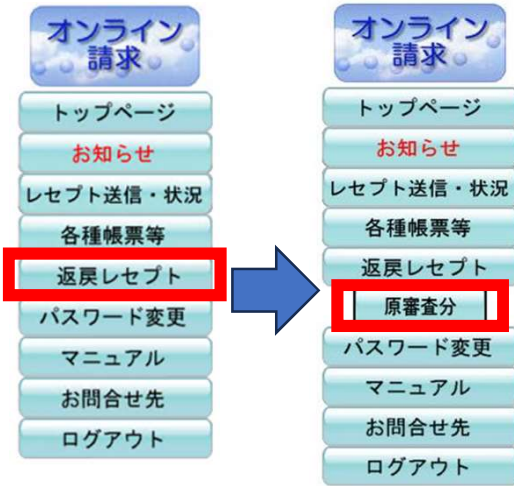 オンライン
請求
トップページ
お知らせ
レセプト送信・状況
各種帳票等
返戻レセプト
パスワード変更
マニュアル
お問合せ先
ログアウト
オンライン
請求
トップページ
お知らせ
レセプト送信・状況
各種帳票等
返戻レセプト
原審査分
パスワード変更
マニュアル
お問合せ先
ログアウト